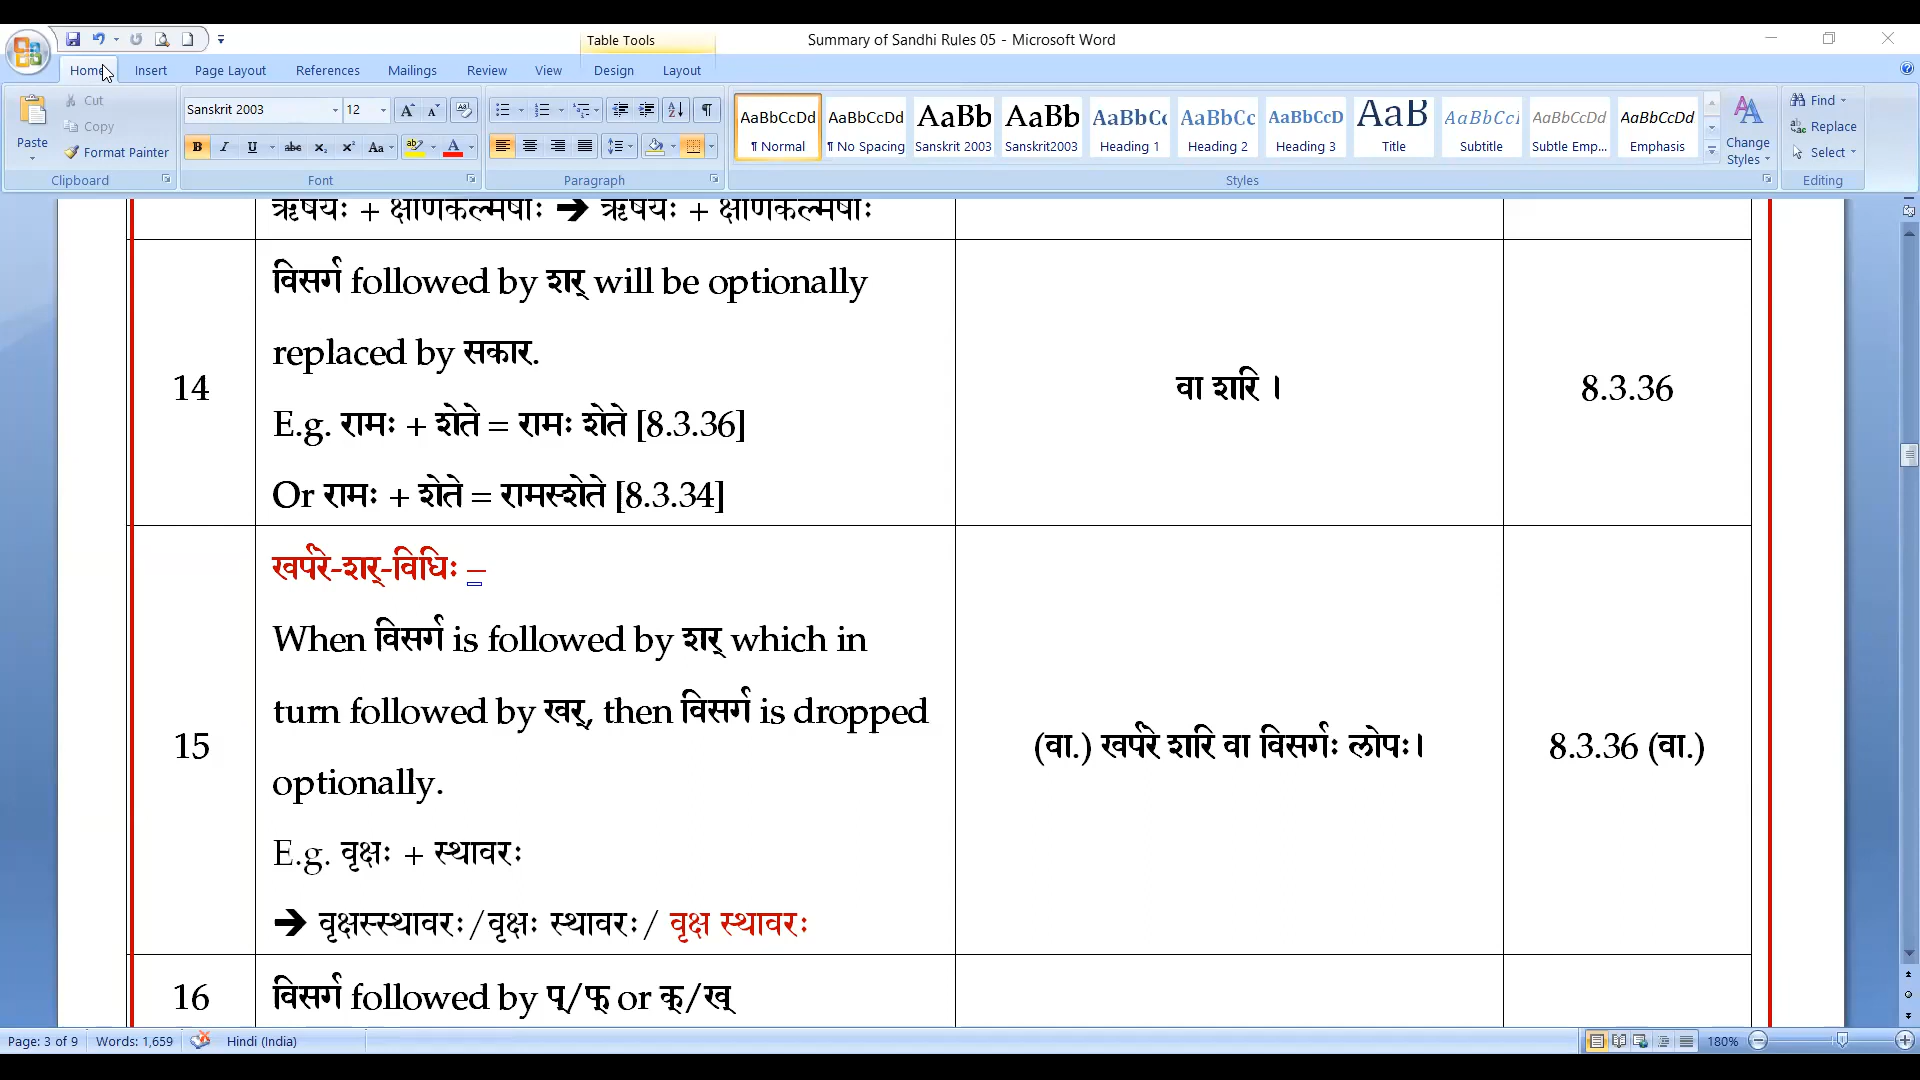 Table Tools
Summary of Sandhi Rules 05 - Microsoft Word
Home Insert Page Layout References Mailings Review View Design Layout
Paste
Cut
Copy
Format Painter
Clipboard
Sanskrit 2003 12
Font
Paragraph
AaBbCcDd AaBbCcDd AaBb AaBb AaBbCc AaBbCc AaBbCcD AaB AaBbCcI AaBbCcDd AaBbCcDd
¶ Normal ¶ No Spacing Sanskrit 2003 Sanskrit2003 Heading 1 Heading 2 Heading 3 Title Subtitle Subtle Emp... Emphasis
Change Styles
Styles
Find
Replace
Select
Editing
ऋषयः + क्षीणकल्मषाः ➔ ऋषयः + क्षीणकल्मषाः
14
विसर्ग followed by शर् will be optionally
replaced by सकार.
E.g. रामः + शेते = रामः शेते [8.3.36]
Or रामः + शेते = रामस्शेते [8.3.34]
वा शरि ।
8.3.36
15
खर्परे-शर्-विधिः –
When विसर्ग is followed by शर् which in
turn followed by खर्, then विसर्ग is dropped
optionally.
E.g. वृक्षः + स्थावरः
➔ वृक्षस्स्थावरः/वृक्षः स्थावरः/ वृक्ष स्थावरः
(वा.) खर्परे शरि वा विसर्गः लोपः।
8.3.36 (वा.)
16
विसर्ग followed by प्/फ् or क्/ख्
Page: 3 of 9 Words: 1,659 Hindi (India) 180%